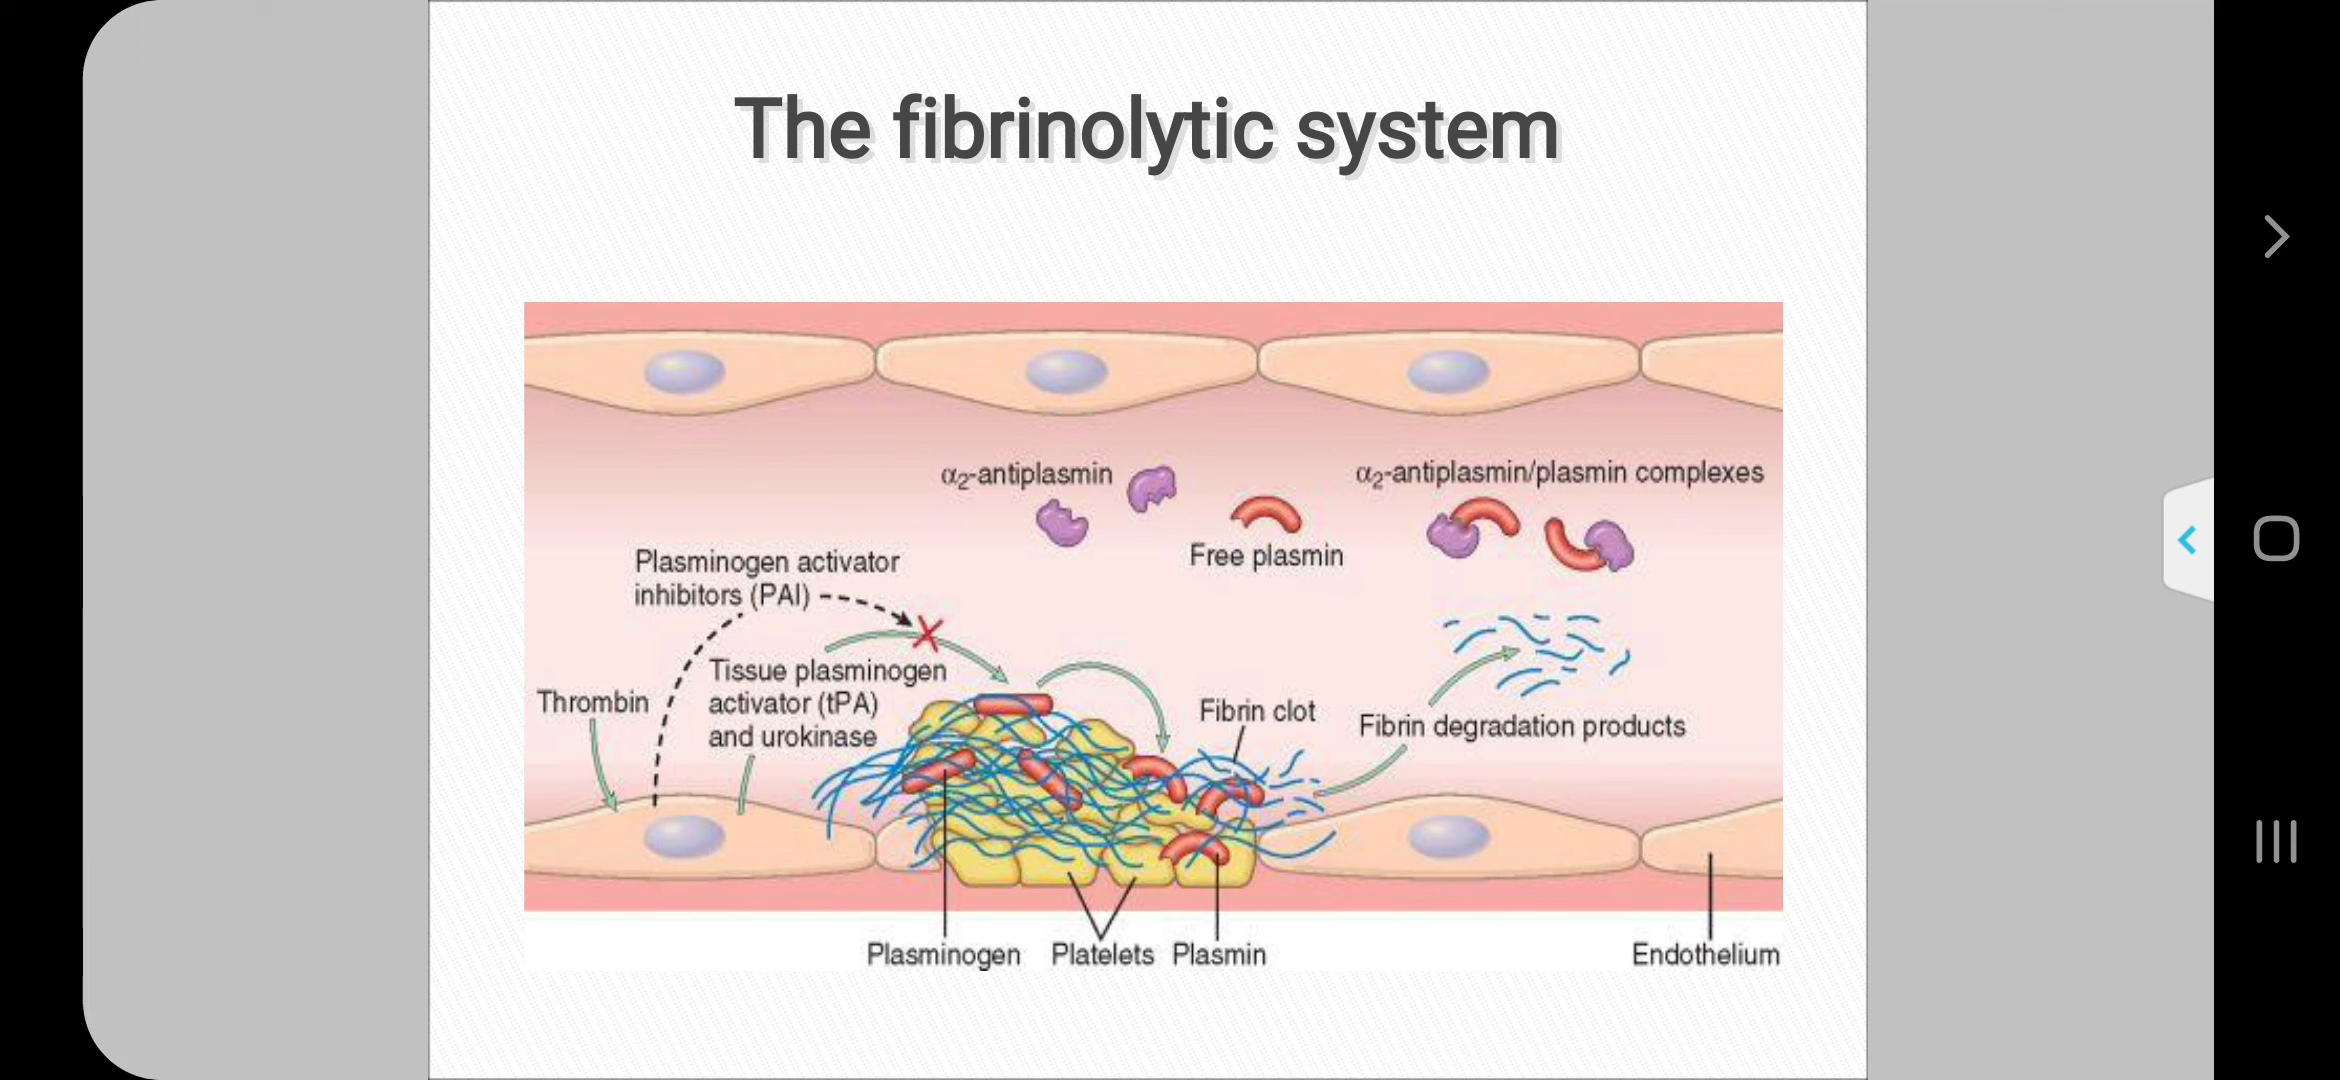 The fibrinolytic system
α2-antiplasmin
α2-antiplasmin/plasmin complexes
Free plasmin
Plasminogen activator
inhibitors (PAI)
Tissue plasminogen
activator (tPA)
and urokinase
Thrombin
Fibrin clot
Fibrin degradation products
Plasminogen
Platelets
Plasmin
Endothelium